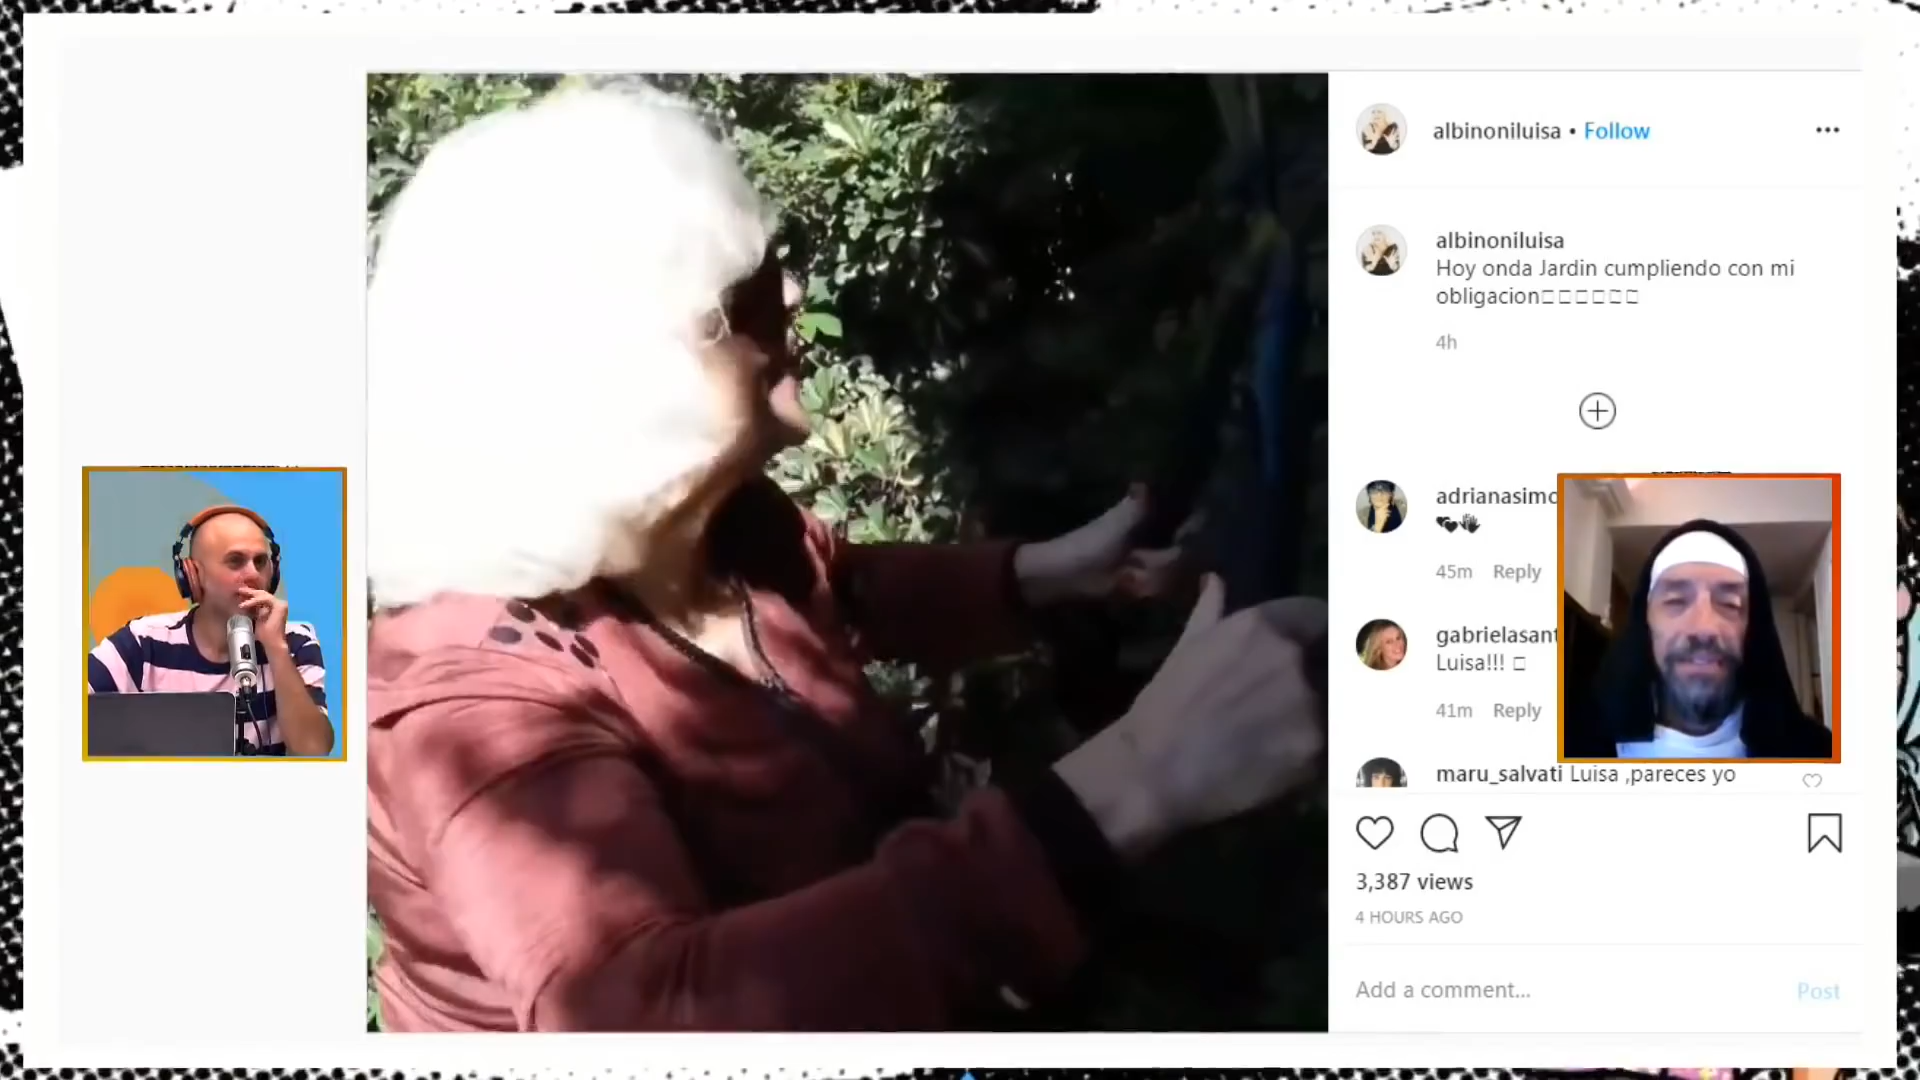 albinoniluisa • Follow
albinoniluisa
Hoy onda Jardin cumpliendo con mi
obligacion
4h
adrianasimo
45m Reply
gabrielasant
Luisa!!!
41m Reply
maru_salvati Luisa ,pareces yo
3,387 views
4 HOURS AGO
Add a comment...
Post